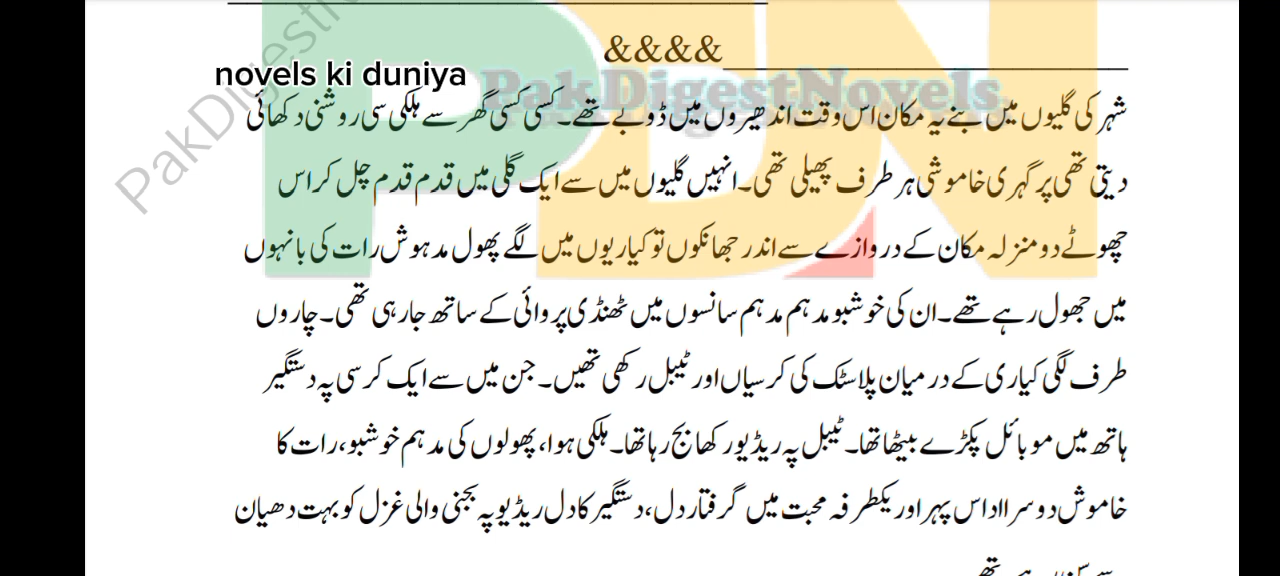 &&&&
novels ki duniya
PakDigestNovels
PakDigestNov
شہر کی گلیوں میں بنے یہ مکان اس وقت اندھیروں میں ڈوبے تھے۔ کسی کسی گھر سے ہلکی سی روشنی دکھائی
دیتی تھی پر گہری خاموشی ہر طرف پھیلی تھی۔ انہیں گلیوں میں سے ایک گلی میں قدم قدم چل کر اس
چھوٹے دو منزلہ مکان کے دروازے سے اندر جھانکوں تو کیاریوں میں لگے پھول مدہوش رات کی بانہوں
میں جھول رہے تھے۔ ان کی خوشبو مدہم مدہم سانسوں میں ٹھنڈی پروائی کے ساتھ جارہی تھی۔ چاروں
طرف لگی کیاری کے درمیان پلاسٹک کی کرسیاں اور ٹیبل رکھی تھیں۔ جن میں سے ایک کرسی پہ دستگیر
ہاتھ میں موبائل پکڑے بیٹھا تھا۔ ٹیبل پہ ریڈیو رکھا بج رہا تھا۔ ہلکی ہوا، پھولوں کی مدہم خوشبو، رات کا
خاموش دوسرا اداس پہر اور یکطرفہ محبت میں گرفتار دل، دستگیر کا دل ریڈیو پہ بجنی والی غزل کو بہت دھیان